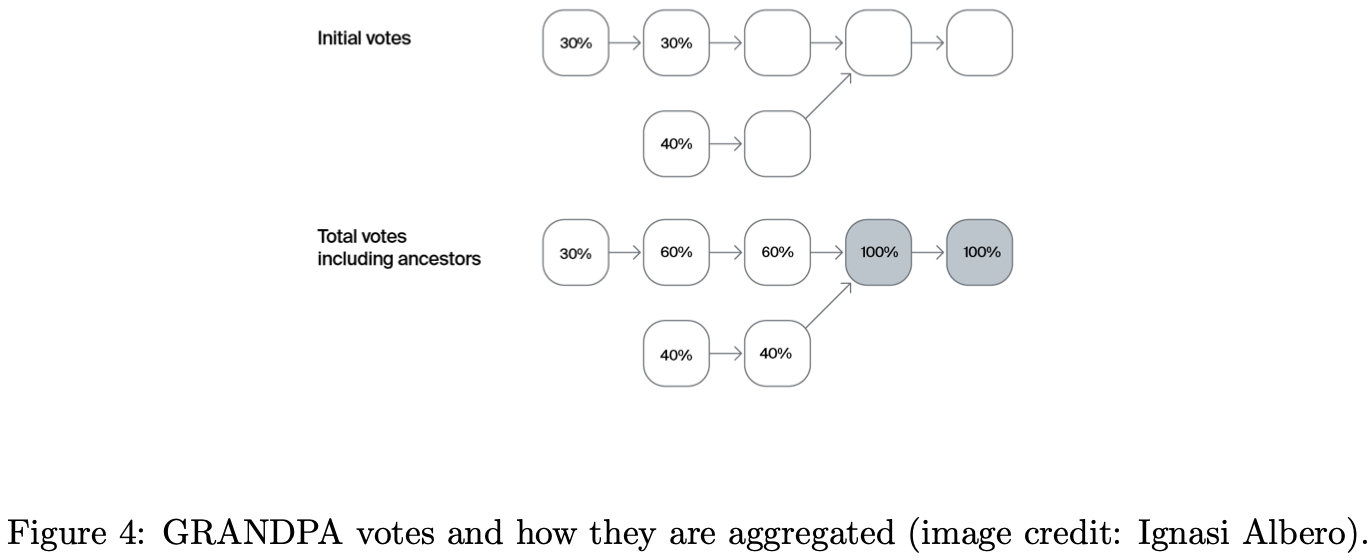 Initial votes
30% 30%
40%
Total votes
including ancestors
30% 60% 60% 100% 100%
40% 40%
Figure 4: GRANDPA votes and how they are aggregated (image credit: Ignasi Albero).